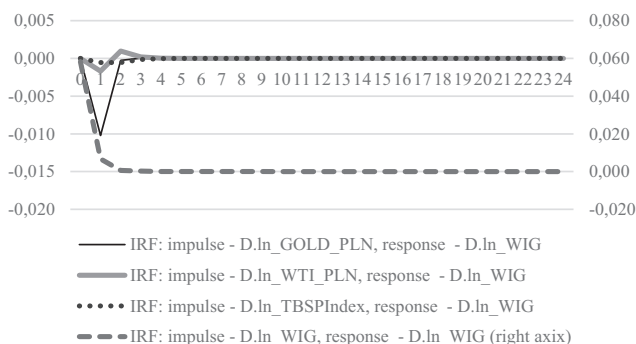 0,005 0,080
0,000 0,060
0 1 2 3 4 5 6 7 8 9 10 11 12 13 14 15 16 17 18 19 20 21 22 23 24
-0,005 0,040
-0,010 0,020
-0,015 0,000
-0,020 -0,020
IRF: impulse - D.ln_GOLD_PLN, response - D.ln_WIG
IRF: impulse - D.ln_WTI_PLN, response - D.ln_WIG
IRF: impulse - D.ln_TBSPIndex, response - D.ln_WIG
IRF: impulse - D.ln_WIG, response - D.ln_WIG (right axis)